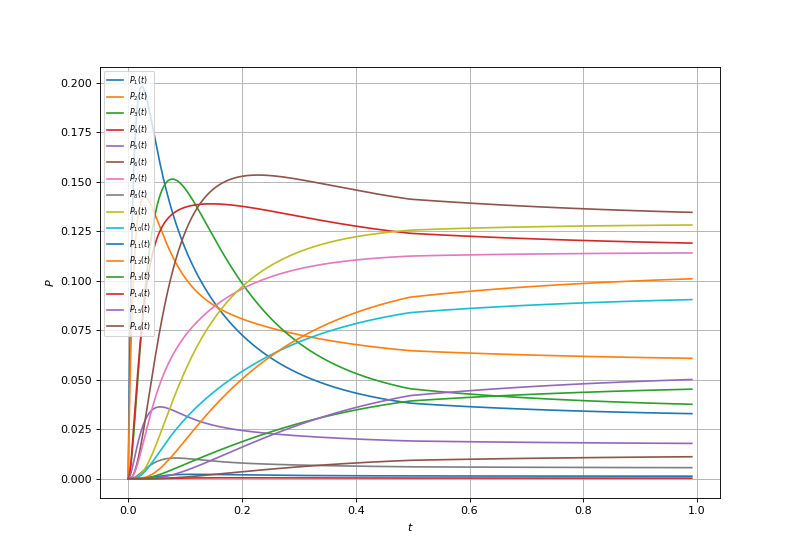 0.200
0.175
0.150
0.125
0.100
0.075
0.050
0.025
0.000
P
P₁(t)
P₂(t)
P₃(t)
P₄(t)
P₅(t)
P₆(t)
P₇(t)
P₈(t)
P₉(t)
P₁₀(t)
P₁₁(t)
P₁₂(t)
P₁₃(t)
P₁₄(t)
P₁₅(t)
P₁₆(t)
0.0 0.2 0.4 0.6 0.8 1.0
t